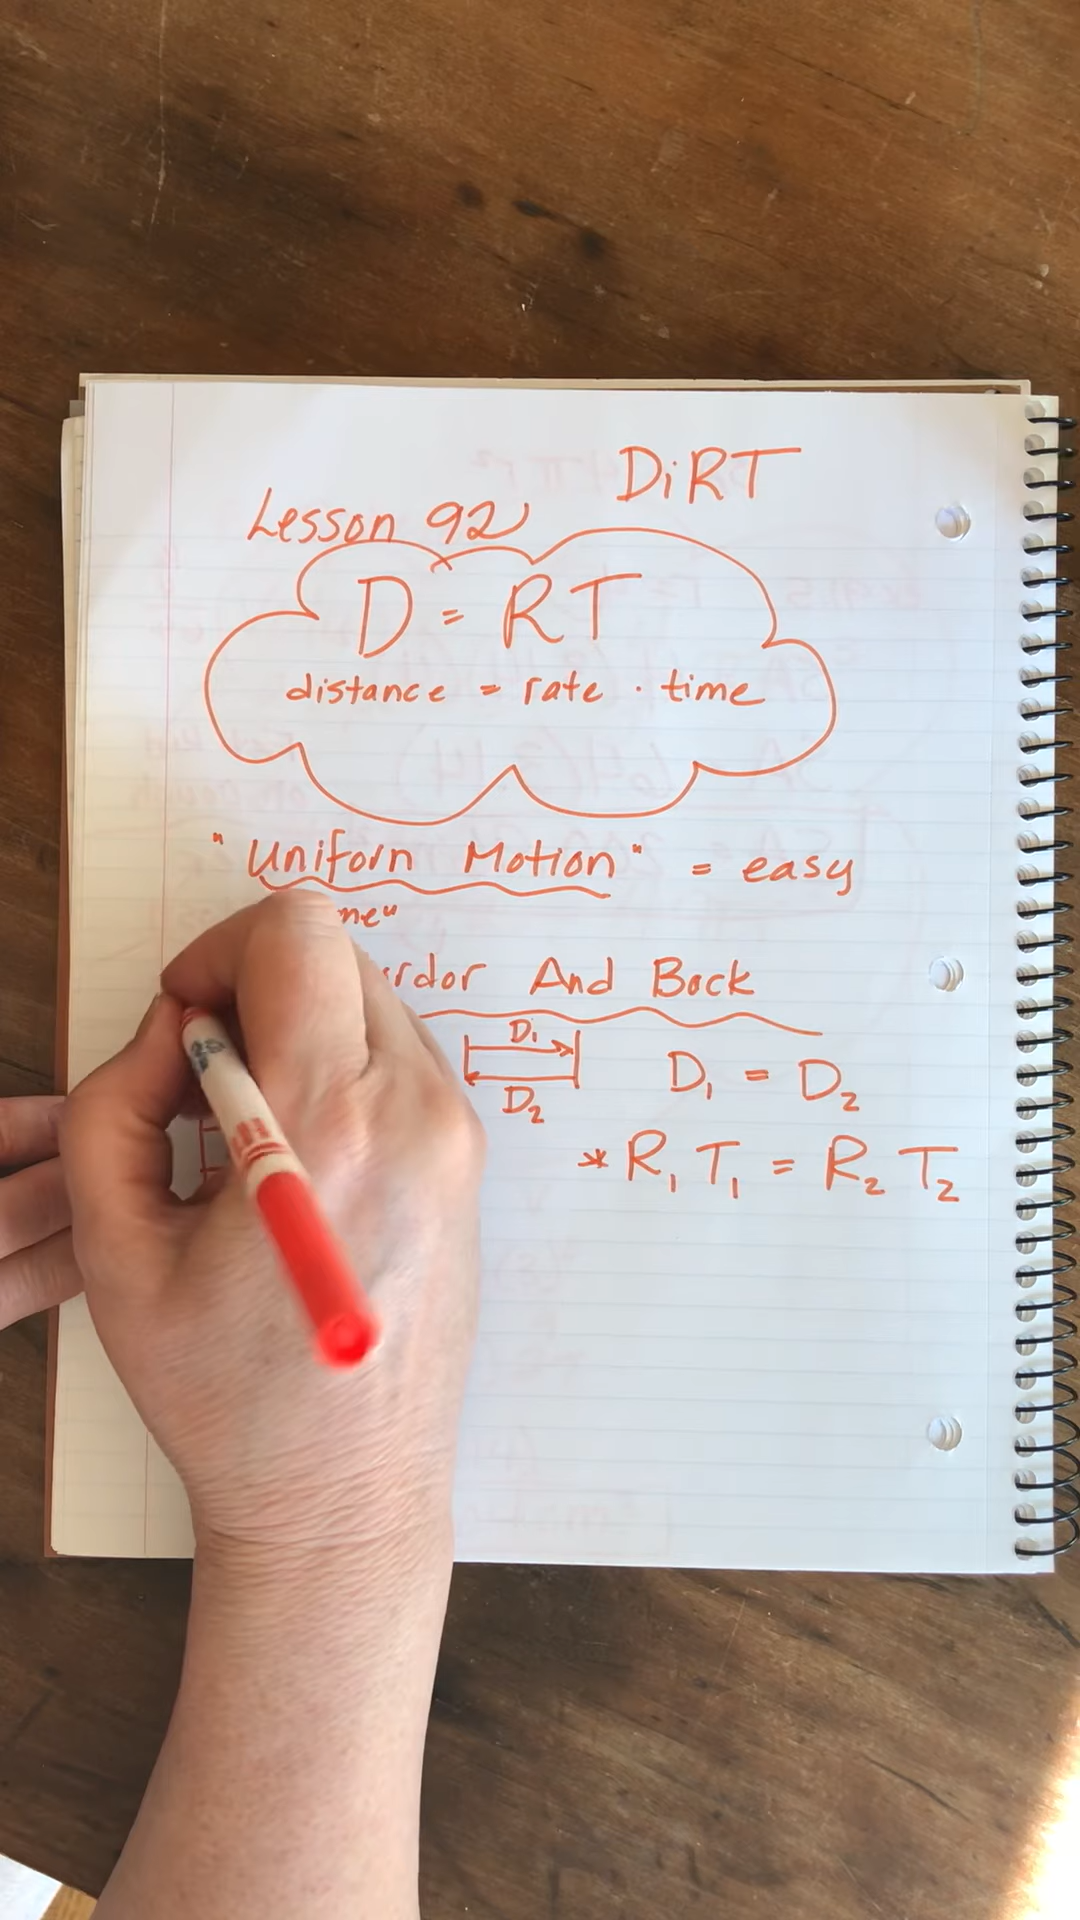 DiRT
Lesson 92
D = RT
distance = rate · time
"Uniforn Motion" = easy
And Back
D₁
D₁ = D₂
D₂
* R₁ T₁ = R₂ T₂